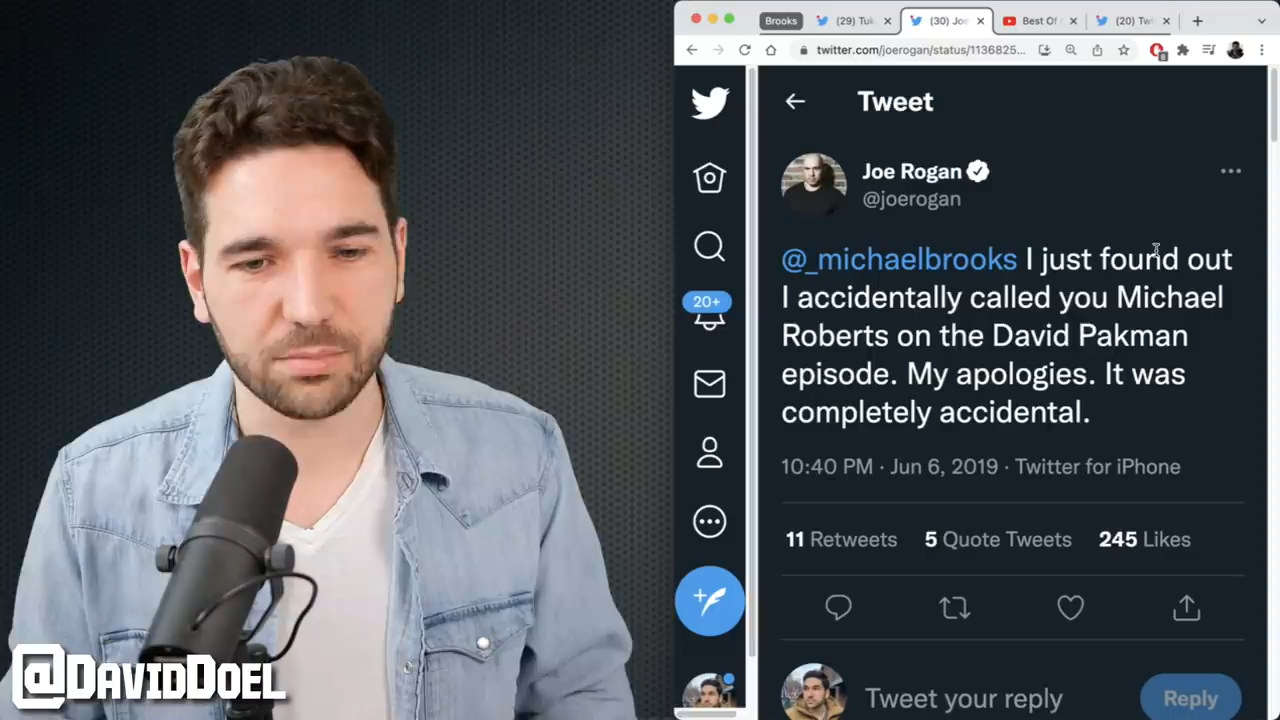 Brooks
(29) Tuk
(30) Joe
Best Of
(20) Twi
twitter.com/joerogan/status/1136825...
8
Tweet
Joe Rogan
@joerogan
@_michaelbrooks I just found out
I accidentally called you Michael
Roberts on the David Pakman
episode. My apologies. It was
completely accidental.
20+
10:40 PM · Jun 6, 2019 · Twitter for iPhone
11 Retweets 5 Quote Tweets 245 Likes
Tweet your reply
Reply
@DavidDoel